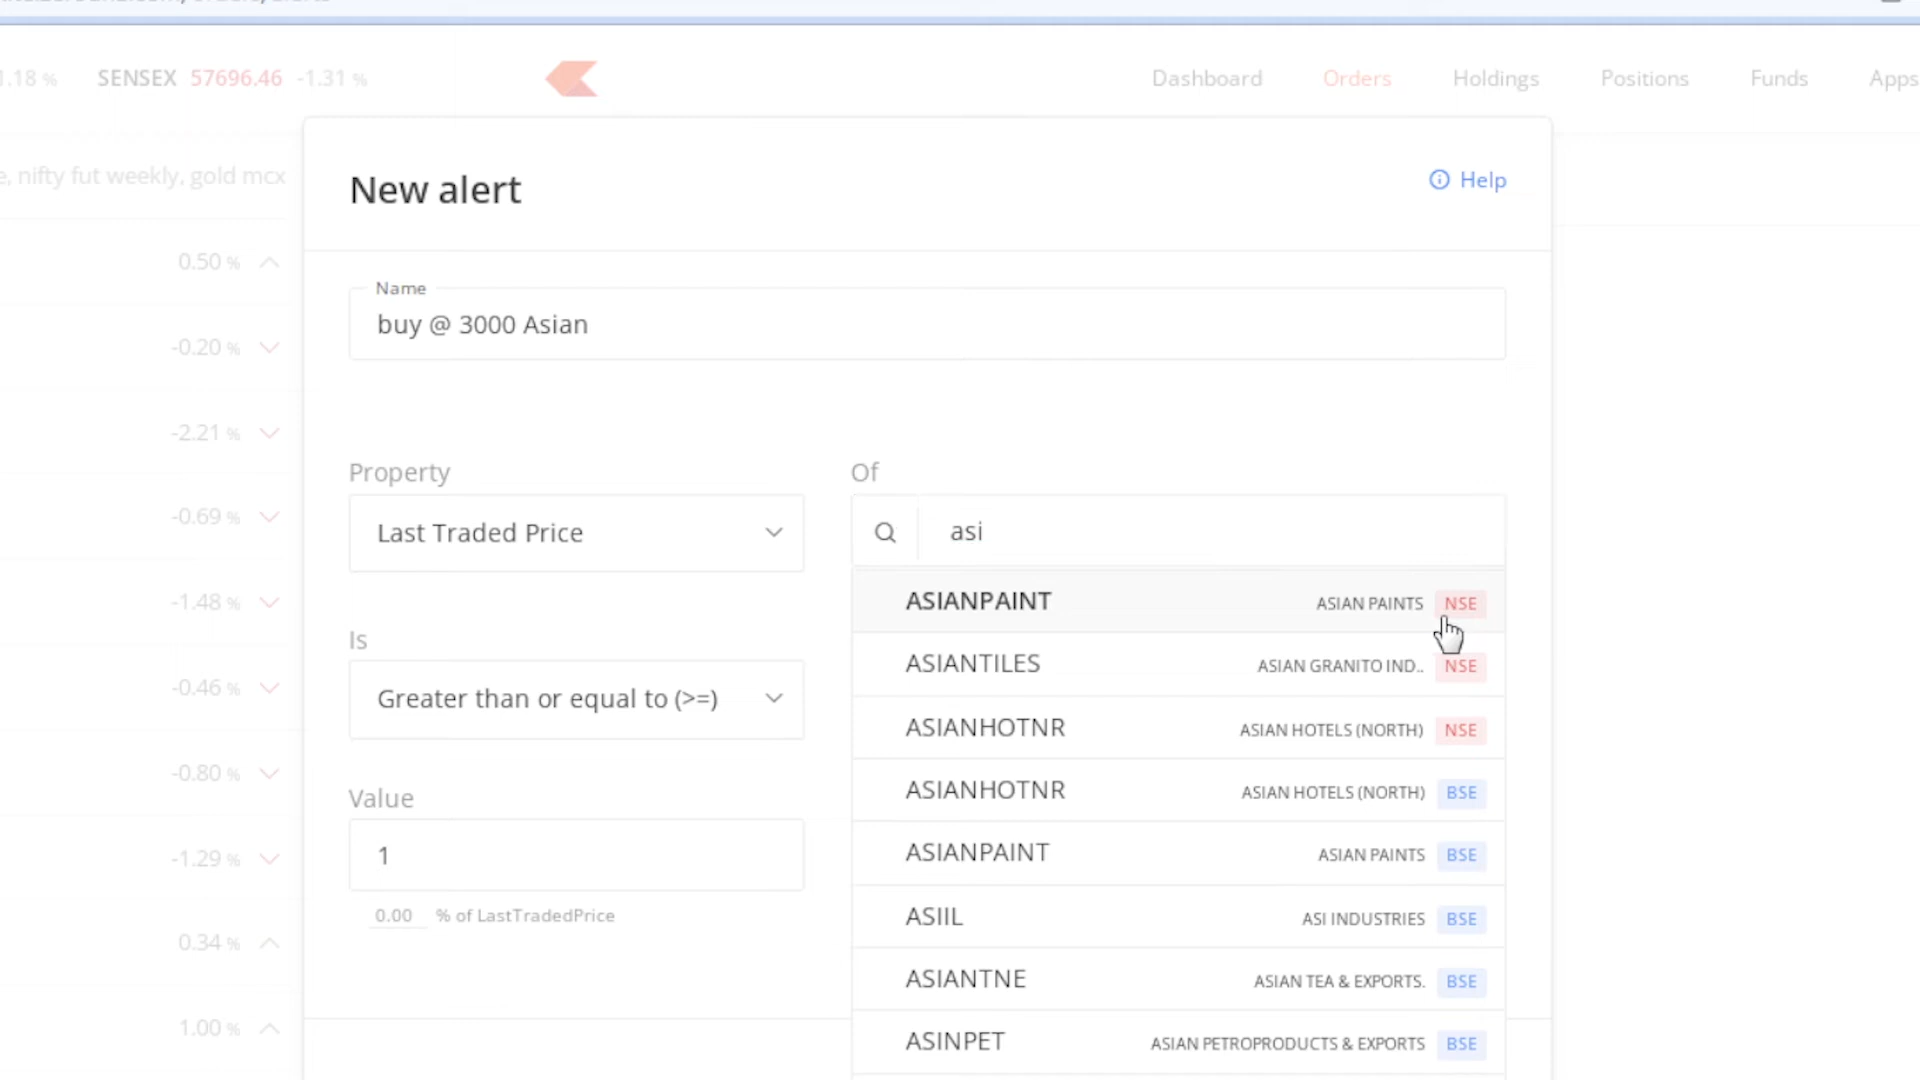 1.18 % SENSEX 57696.46 -1.31 % Dashboard Orders Holdings Positions Funds Apps
e, nifty fut weekly, gold mcx
New alert
Help
0.50 %
Name
buy @ 3000 Asian
-0.20 %
-2.21 %
Property
Of
Last Traded Price
asi
-0.69 %
ASIANPAINT ASIAN PAINTS NSE
-1.48 %
Is
ASIANTILES ASIAN GRANITO IND.. NSE
Greater than or equal to (>=)
-0.46 %
ASIANHOTNR ASIAN HOTELS (NORTH) NSE
-0.80 %
ASIANHOTNR ASIAN HOTELS (NORTH) BSE
Value
1
-1.29 %
ASIANPAINT ASIAN PAINTS BSE
0.00 % of LastTradedPrice
ASIIL ASI INDUSTRIES BSE
0.34 %
ASIANTNE ASIAN TEA & EXPORTS. BSE
1.00 %
ASINPET ASIAN PETROPRODUCTS & EXPORTS BSE